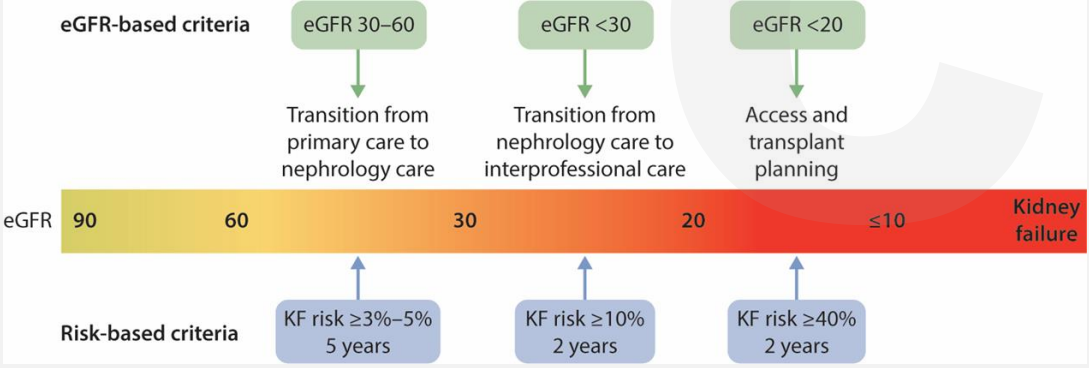 eGFR-based criteria
eGFR 30–60
eGFR <30
eGFR <20
Transition from
primary care to
nephrology care
Transition from
nephrology care to
interprofessional care
Access and
transplant
planning
eGFR
90
60
30
20
≤10
Kidney
failure
Risk-based criteria
KF risk ≥3%–5%
5 years
KF risk ≥10%
2 years
KF risk ≥40%
2 years